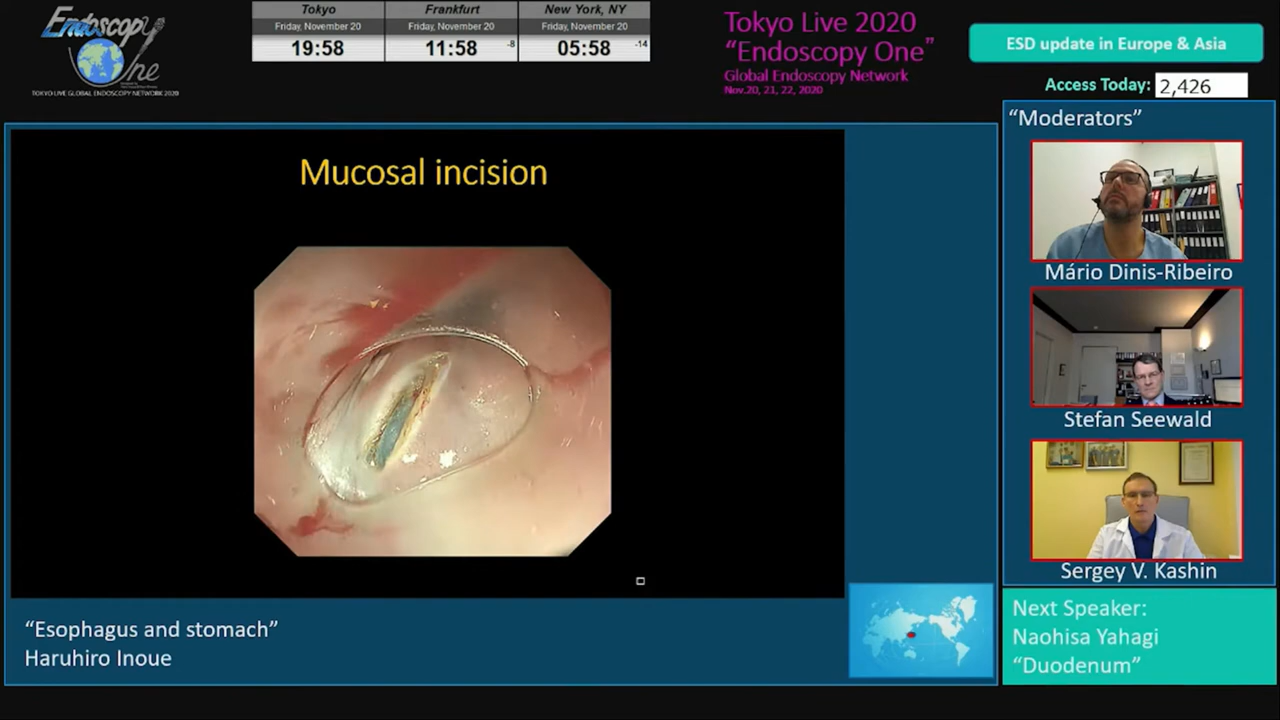 Endoscopy
One
TOKYO LIVE GLOBAL ENDOSCOPY NETWORK 2020
Tokyo
Friday, November 20
19:58
Frankfurt
Friday, November 20
11:58
-8
New York, NY
Friday, November 20
05:58
-14
Tokyo Live 2020
“Endoscopy One”
Global Endoscopy Network
Nov.20, 21, 22, 2020
ESD update in Europe & Asia
Access Today: 2,426
Mucosal incision
“Esophagus and stomach”
Haruhiro Inoue
“Moderators”
Mário Dinis-Ribeiro
Stefan Seewald
Sergey V. Kashin
Next Speaker:
Naohisa Yahagi
“Duodenum”